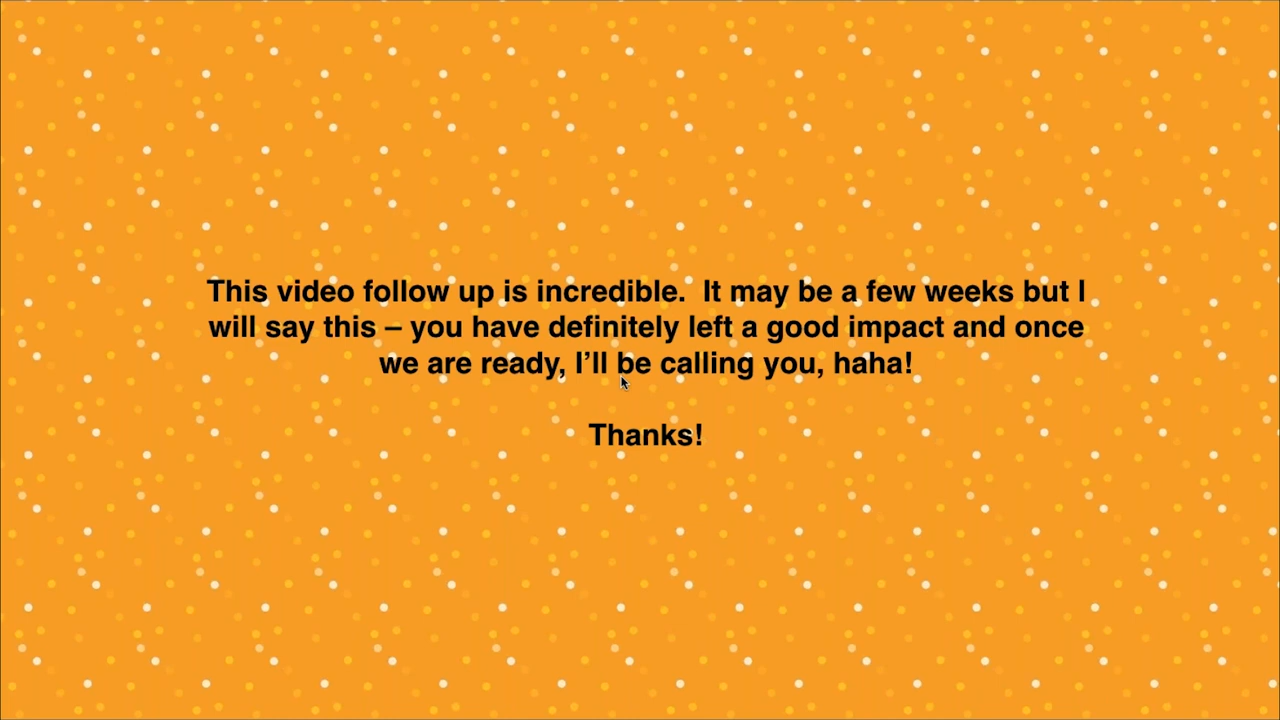 This video follow up is incredible.  It may be a few weeks but I
will say this – you have definitely left a good impact and once
we are ready, I’ll be calling you, haha!
Thanks!